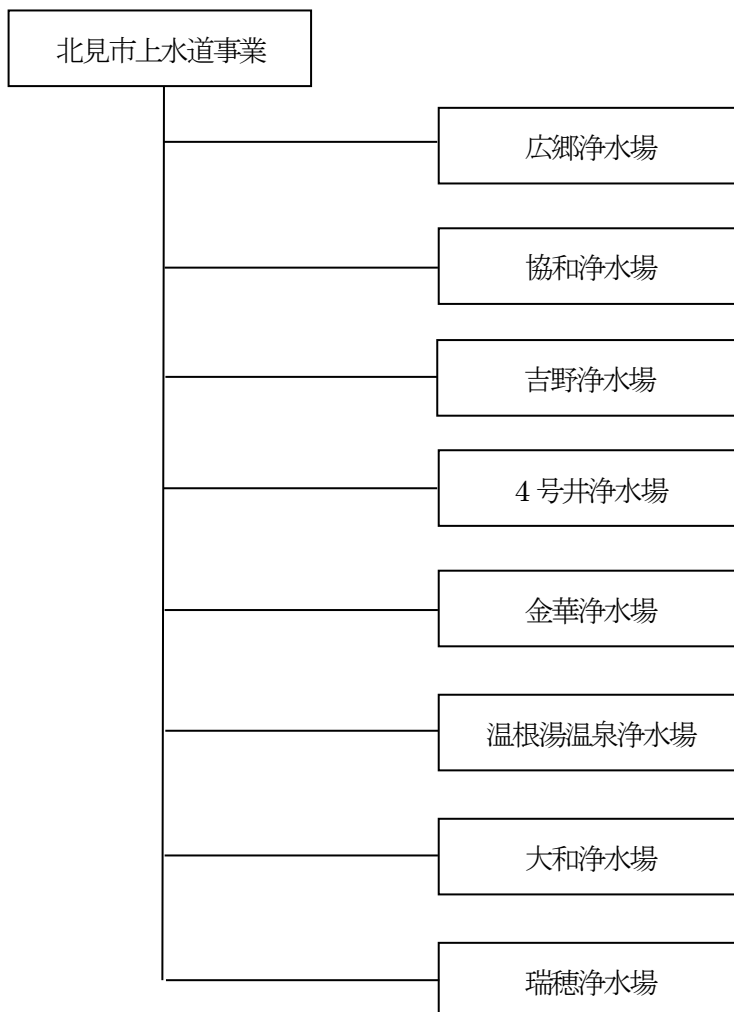 北見市上水道事業
広郷浄水場
協和浄水場
吉野浄水場
4号井浄水場
金華浄水場
温根湯温泉浄水場
大和浄水場
瑞穂浄水場